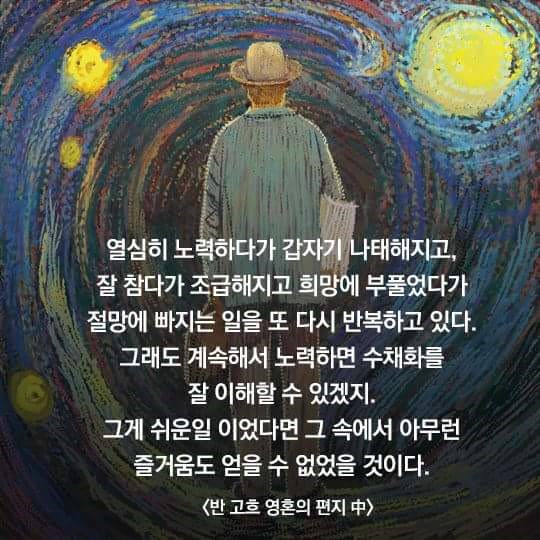 열심히 노력하다가 갑자기 나태해지고,
잘 참다가 조급해지고 희망에 부풀었다가
절망에 빠지는 일을 또 다시 반복하고 있다.
그래도 계속해서 노력하면 수채화를
잘 이해할 수 있겠지.
그게 쉬운일 이었다면 그 속에서 아무런
즐거움도 얻을 수 없었을 것이다.
〈반 고흐 영혼의 편지 中〉